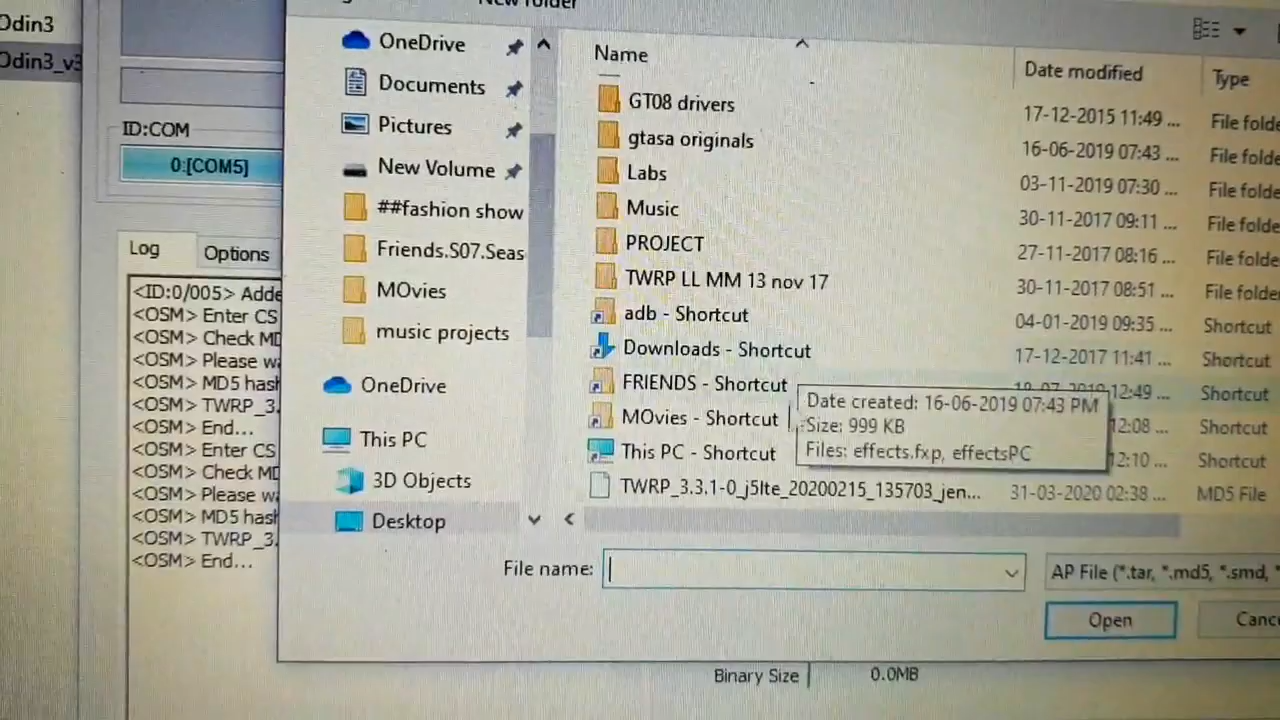 Odin3
Odin3_v3
New folder
ID:COM
0:[COM5]
Log
Options
<ID:0/005> Adde
<OSM> Enter CS
<OSM> Check MD
<OSM> Please wa
<OSM> MD5 hash
<OSM> TWRP_3.
<OSM> End...
<OSM> Enter CS
<OSM> Check MD
<OSM> Please wa
<OSM> MD5 hash
<OSM> TWRP_3.
<OSM> End...
OneDrive
Documents
Pictures
New Volume
##fashion show
Friends.S07.Seas
MOvies
music projects
OneDrive
This PC
3D Objects
Desktop
Name
Date modified
Type
GT08 drivers 17-12-2015 11:49 ... File folde
gtasa originals 16-06-2019 07:43 ... File folde
Labs 03-11-2019 07:30 ... File folde
Music 30-11-2017 09:11 ... File folde
PROJECT 27-11-2017 08:16 ... File folde
TWRP LL MM 13 nov 17 30-11-2017 08:51 ... File folde
adb - Shortcut 04-01-2019 09:35 ... Shortcut
Downloads - Shortcut 17-12-2017 11:41 ... Shortcut
FRIENDS - Shortcut 12:49 ... Shortcut
MOvies - Shortcut 12:08 ... Shortcut
This PC - Shortcut 12:10 ... Shortcut
TWRP_3.3.1-0_j5lte_20200215_135703_jen... 31-03-2020 02:38 ... MD5 File
Date created: 16-06-2019 07:43 PM
Size: 999 KB
Files: effects.fxp, effectsPC
File name:
AP File (*.tar, *.md5, *.smd, *
Open
Canc
Binary Size 0.0MB